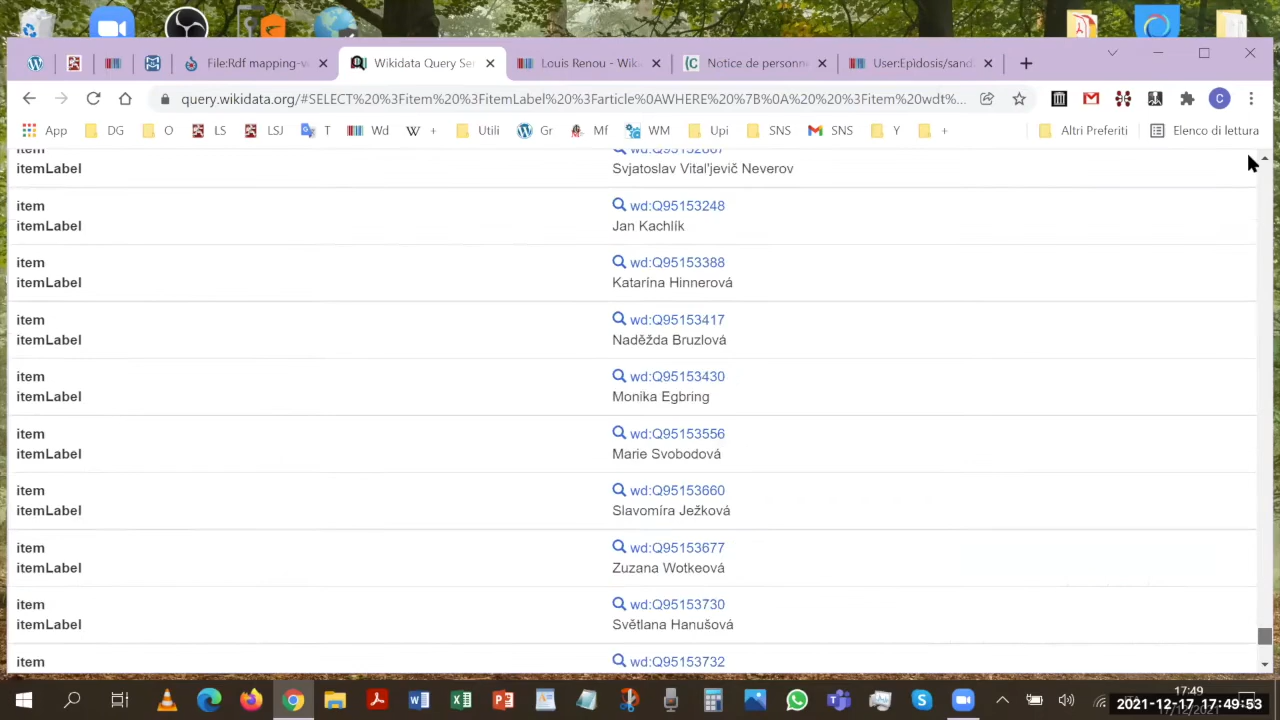 File:Rdf mapping-v
Wikidata Query Se
Louis Renou - Wik
Notice de personn
User:Epìdosis/sand
query.wikidata.org/#SELECT%20%3Fitem%20%3FitemLabel%20%3Farticle%0AWHERE%20%7B%0A%20%20%3Fitem%20wdt%...
App
DG
O
LS
LSJ
T
Wd
+
Utili
Gr
Mf
WM
Upi
SNS
SNS
Y
+
Altri Preferiti
Elenco di lettura
item
itemLabel Svjatoslav Vital'jevič Neverov
item wd:Q95153248
itemLabel Jan Kachlík
item wd:Q95153388
itemLabel Katarína Hinnerová
item wd:Q95153417
itemLabel Naděžda Bruzlová
item wd:Q95153430
itemLabel Monika Egbring
item wd:Q95153556
itemLabel Marie Svobodová
item wd:Q95153660
itemLabel Slavomíra Ježková
item wd:Q95153677
itemLabel Zuzana Wotkeová
item wd:Q95153730
itemLabel Světlana Hanušová
item wd:Q95153732
17:49
2021-12-17 17:49:53